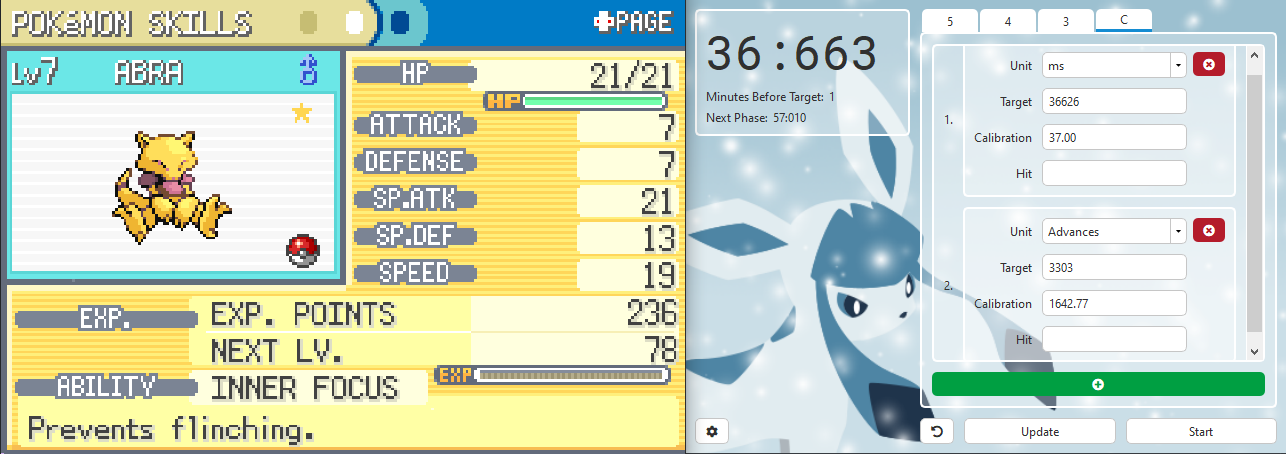 POKéMON SKILLS
PAGE
Lv7 ABRA ♂
HP 21/21
HP
ATTACK 7
DEFENSE 7
SP.ATK 21
SP.DEF 13
SPEED 19
EXP.
EXP. POINTS 236
NEXT LV. 78
EXP
ABILITY INNER FOCUS
Prevents flinching.
36:663
Minutes Before Target: 1
Next Phase: 57:010
5 4 3 C
1.
Unit ms
Target 36626
Calibration 37.00
Hit
2.
Unit Advances
Target 3303
Calibration 1642.77
Hit
Update
Start